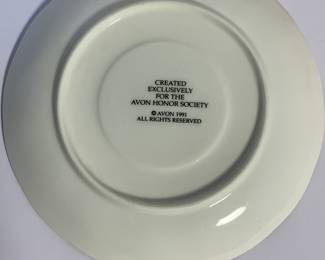 CREATED
EXCLUSIVELY
FOR THE
AVON HONOR SOCIETY
© AVON 1991
ALL RIGHTS RESERVED